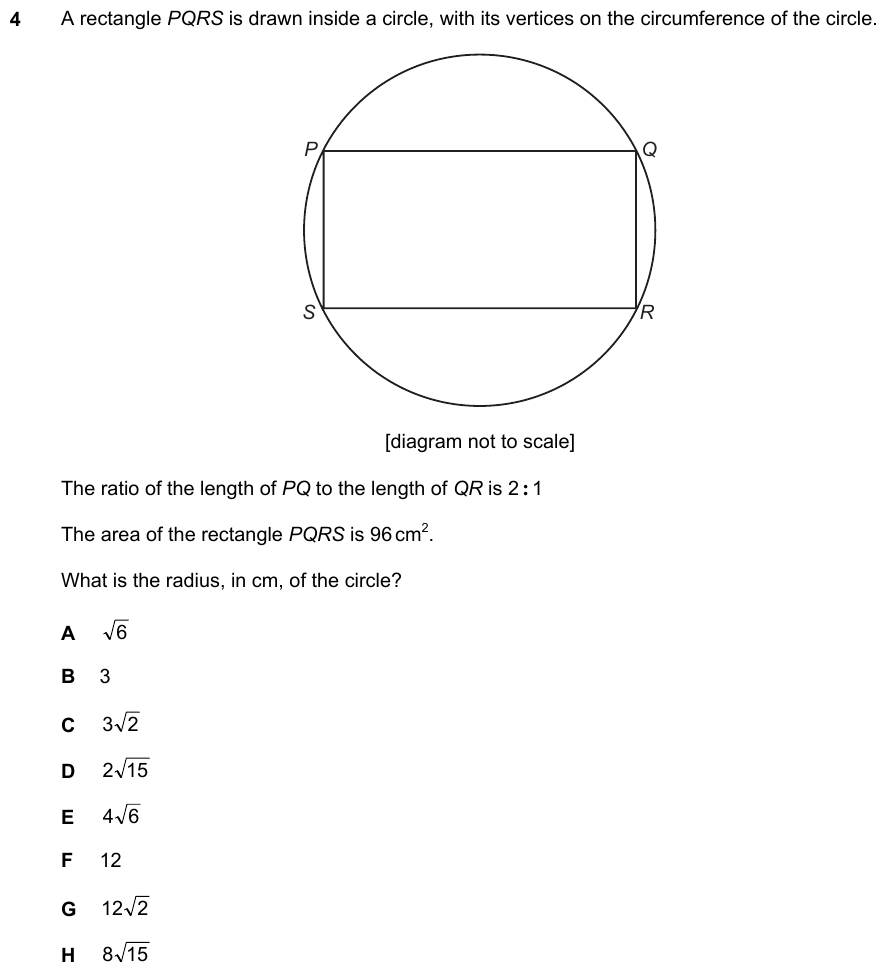 4 A rectangle PQRS is drawn inside a circle, with its vertices on the circumference of the circle.
P Q
S R
[diagram not to scale]
The ratio of the length of PQ to the length of QR is 2 : 1
The area of the rectangle PQRS is 96 cm².
What is the radius, in cm, of the circle?
A √6
B 3
C 3√2
D 2√15
E 4√6
F 12
G 12√2
H 8√15